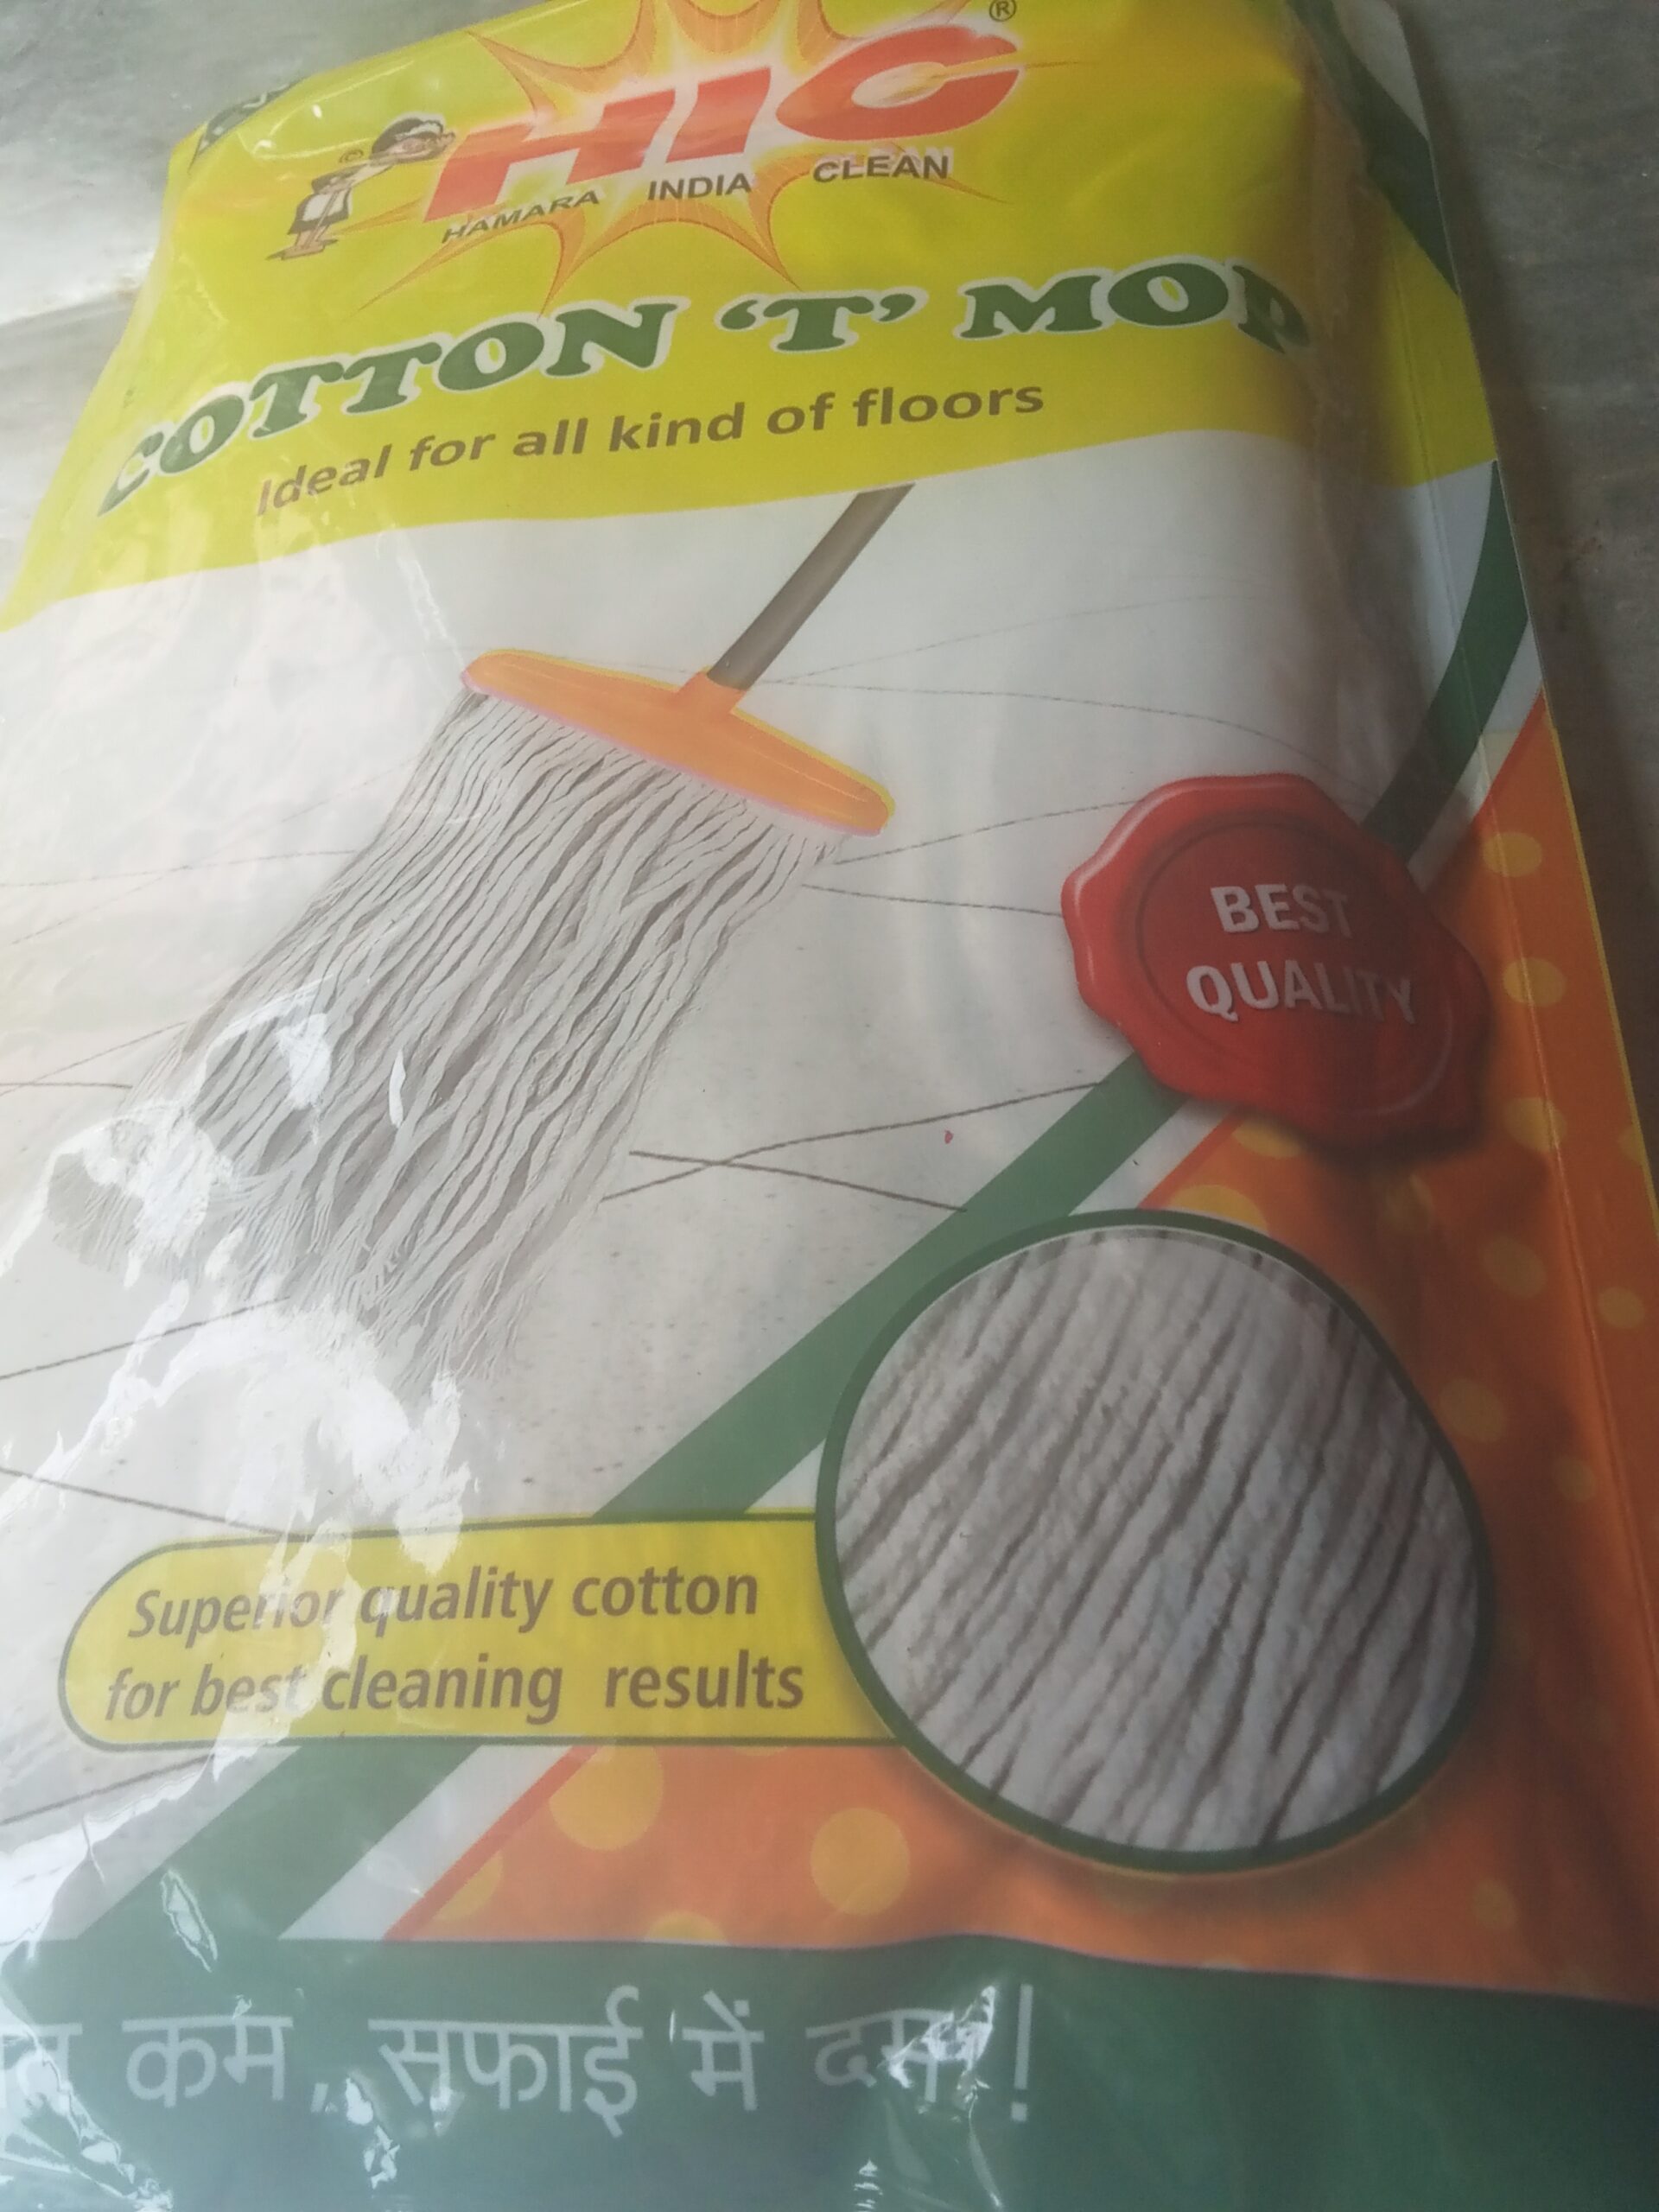 HIC ®
©
HAMARA INDIA CLEAN
COTTON ‘T’ MOP
Ideal for all kind of floors
BEST
QUALITY
Superior quality cotton
for best cleaning results
कम, सफाई में दम !